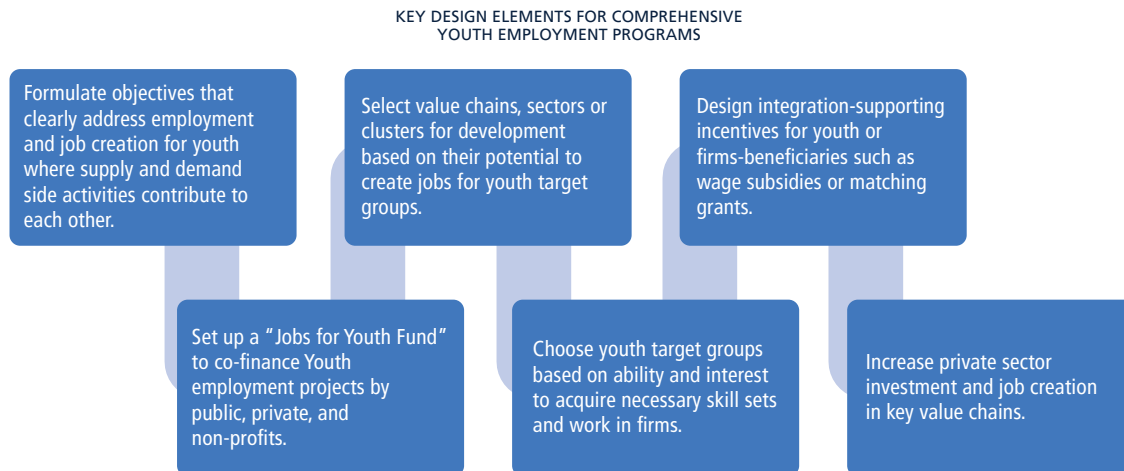 KEY DESIGN ELEMENTS FOR COMPREHENSIVE
YOUTH EMPLOYMENT PROGRAMS
Formulate objectives that
clearly address employment
and job creation for youth
where supply and demand
side activities contribute to
each other.
Set up a "Jobs for Youth Fund"
to co-finance Youth
employment projects by
public, private, and
non-profits.
Select value chains, sectors or
clusters for development
based on their potential to
create jobs for youth target
groups.
Choose youth target groups
based on ability and interest
to acquire necessary skill sets
and work in firms.
Design integration-supporting
incentives for youth or
firms-beneficiaries such as
wage subsidies or matching
grants.
Increase private sector
investment and job creation
in key value chains.